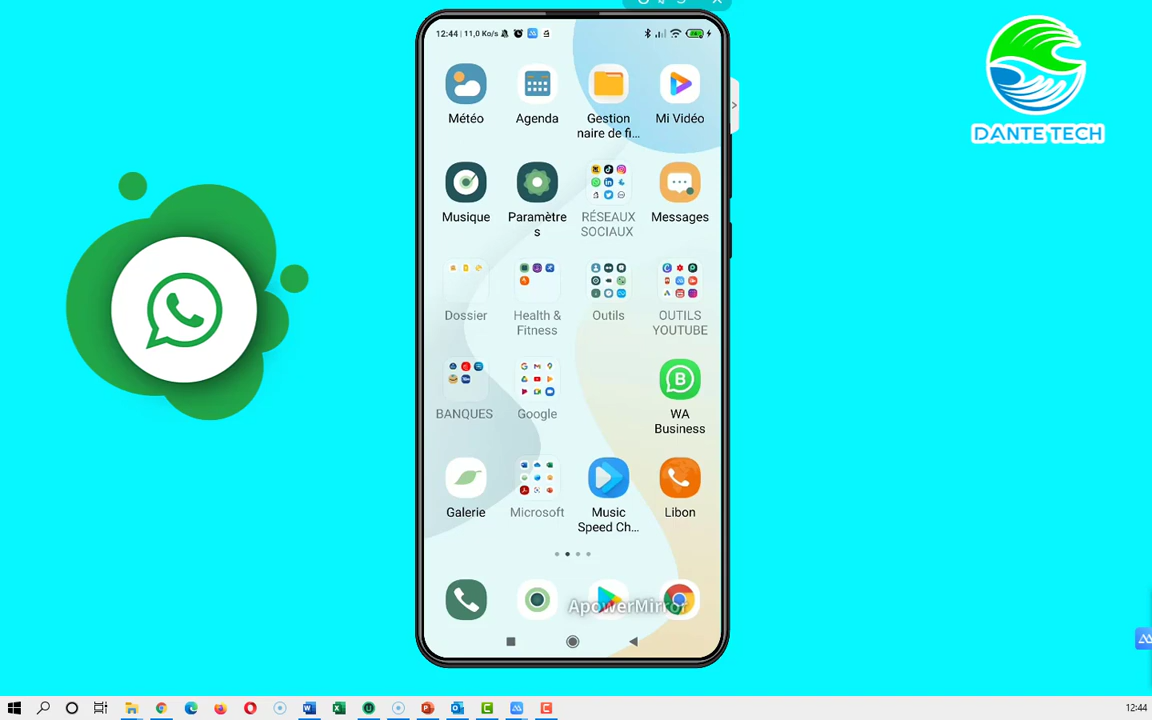 12:44 | 11,0 Ko/s
DANTE TECH
Météo
Agenda
Gestion
naire de fi...
Mi Vidéo
Musique
Paramètre
s
RÉSEAUX
SOCIAUX
Messages
Dossier
Health &
Fitness
Outils
OUTILS
YOUTUBE
BANQUES
Google
WA
Business
Galerie
Microsoft
Music
Speed Ch...
Libon
ApowerMirror
12:44